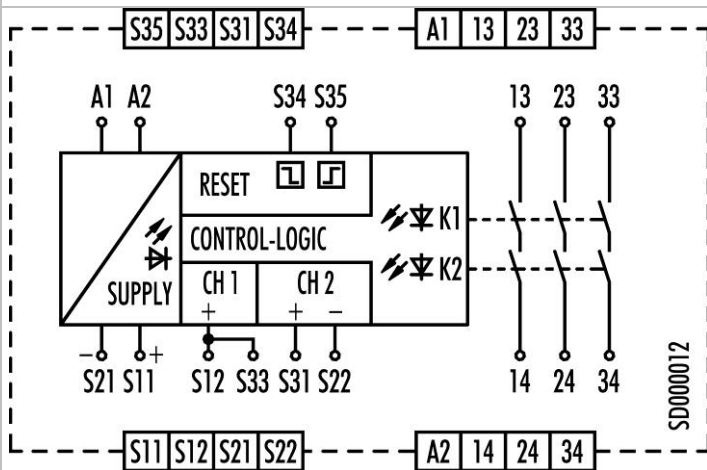 S35 S33 S31 S34 A1 13 23 33
A1 A2 S34 S35 13 23 33
RESET
K1
CONTROL-LOGIC
K2
SUPPLY CH 1 CH 2
+ + −
− +
S21 S11 S12 S33 S31 S22 14 24 34
SD000012
S11 S12 S21 S22 A2 14 24 34